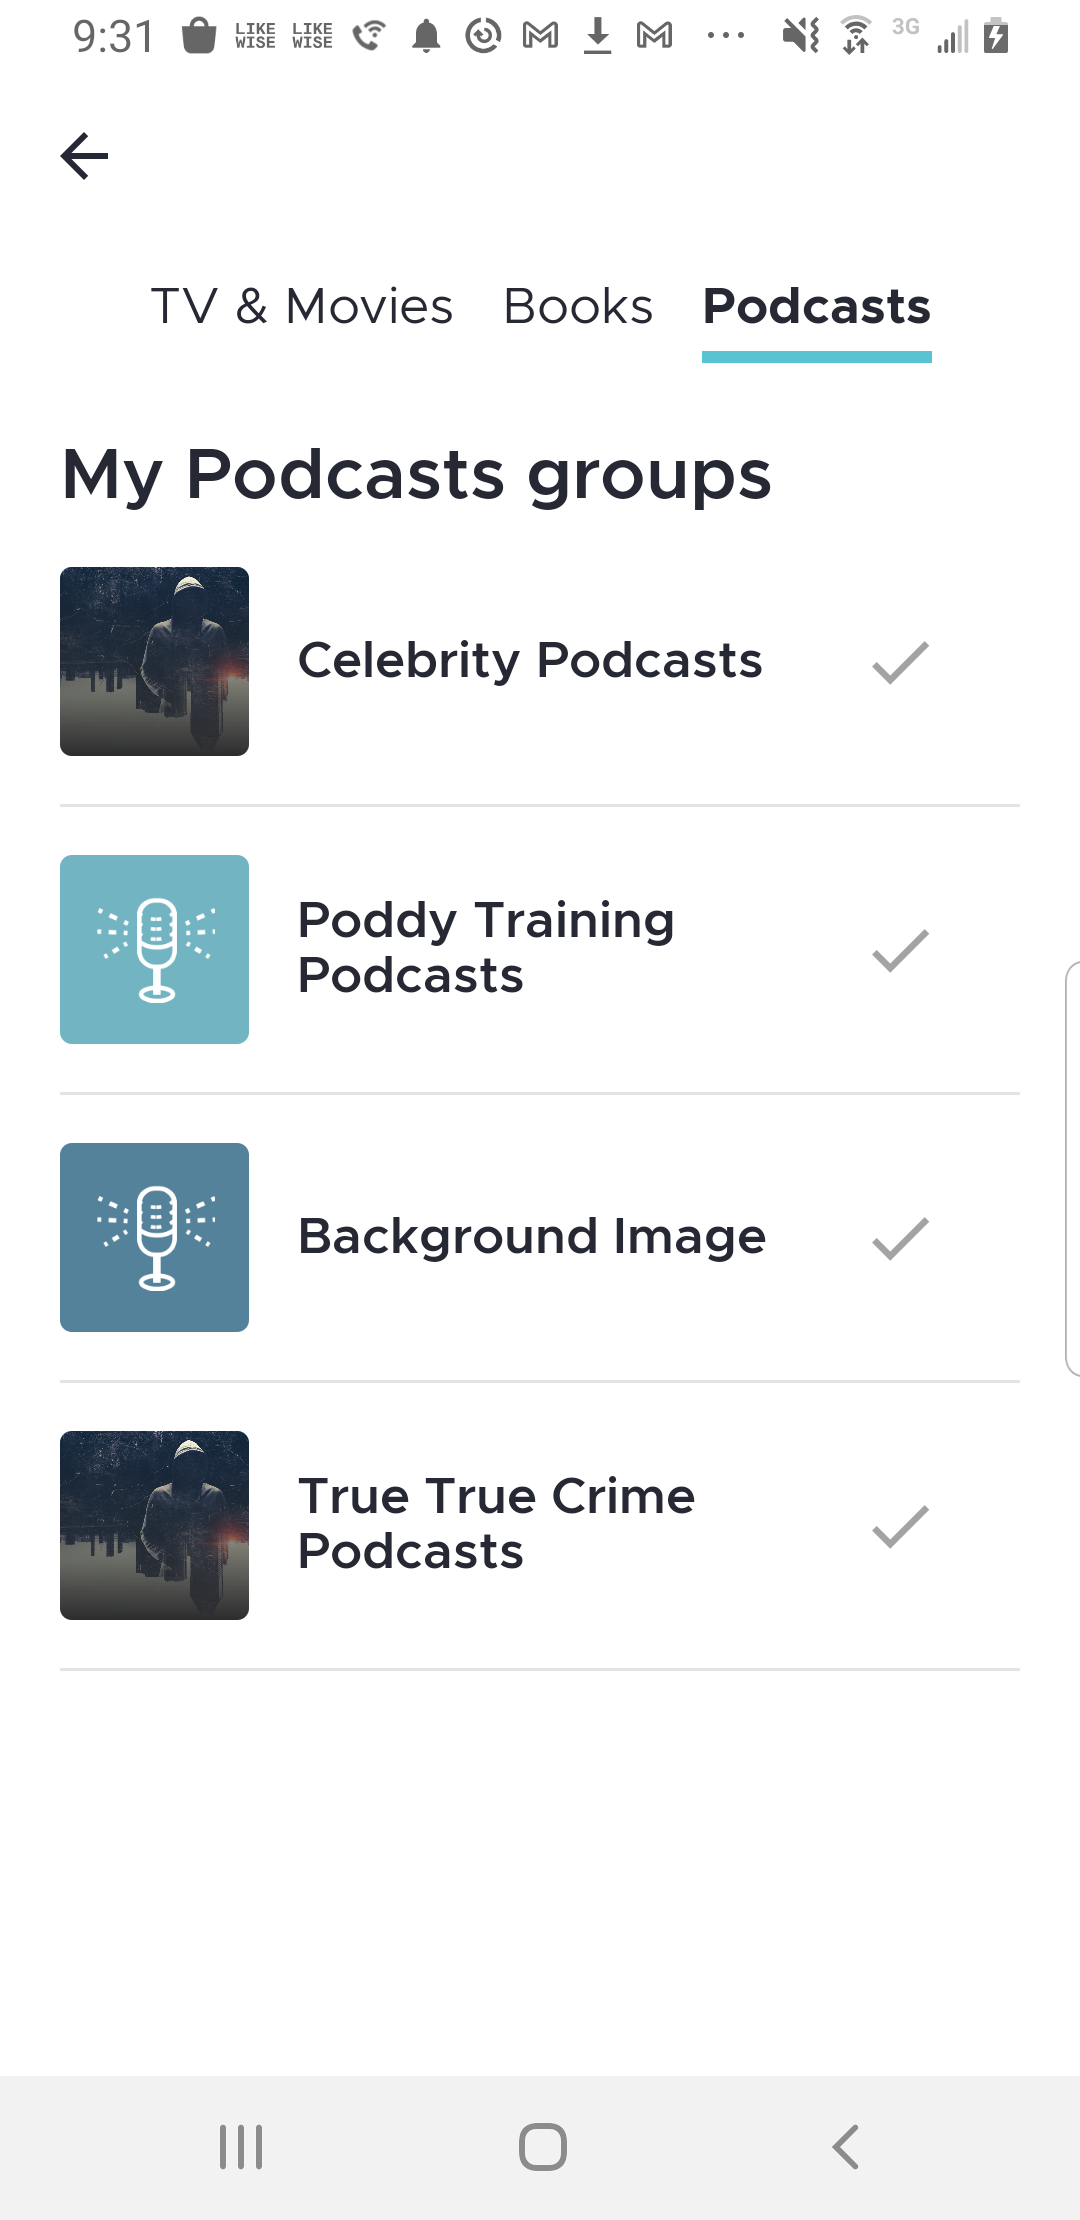 9:31 LIKE WISE LIKE WISE 3G
TV & Movies Books Podcasts
My Podcasts groups
Celebrity Podcasts
Poddy Training
Podcasts
Background Image
True True Crime
Podcasts